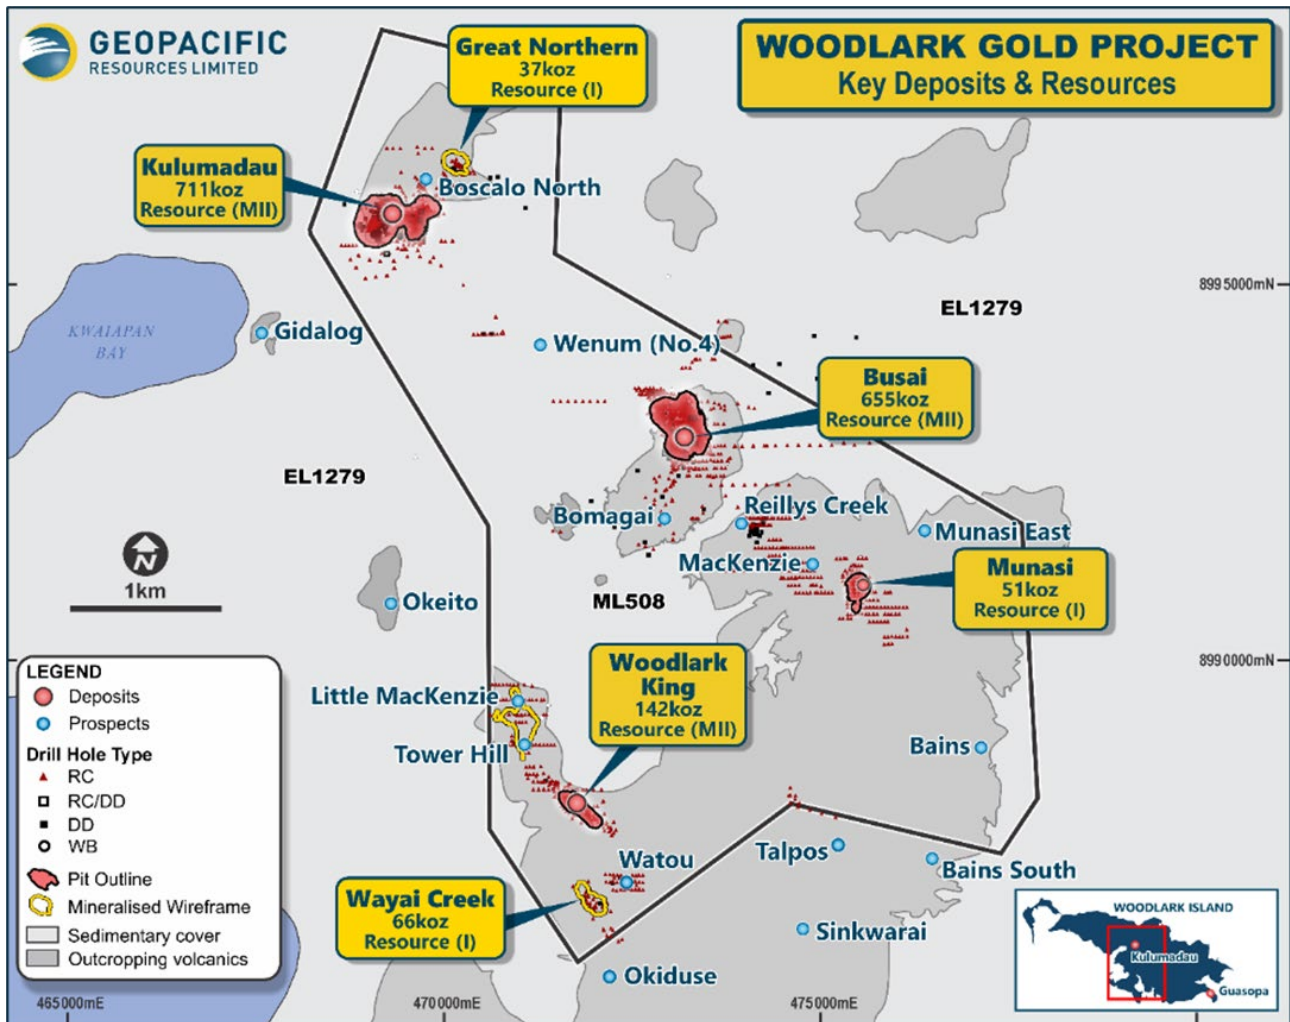 GEOPACIFIC
RESOURCES LIMITED
WOODLARK GOLD PROJECT
Key Deposits & Resources
Great Northern
37koz
Resource (I)
Kulumadau
711koz
Resource (MII)
Boscalo North
8995000mN
EL1279
KWAIAPAN
BAY
Gidalog
Wenum (No.4)
Busai
655koz
Resource (MII)
EL1279
Bomagai
Reillys Creek
Munasi East
MacKenzie
Munasi
51koz
Resource (I)
N
1km
Okeito
ML508
8990000mN
Woodlark
King
142koz
Resource (MII)
Little MacKenzie
Tower Hill
Bains
LEGEND
Deposits
Prospects
Drill Hole Type
RC
RC/DD
DD
WB
Pit Outline
Mineralised Wireframe
Sedimentary cover
Outcropping volcanics
Watou
Talpos
Bains South
Wayai Creek
66koz
Resource (I)
Sinkwarai
Okiduse
WOODLARK ISLAND
Kulumadau
Guasopa
465000mE
470000mE
475000mE